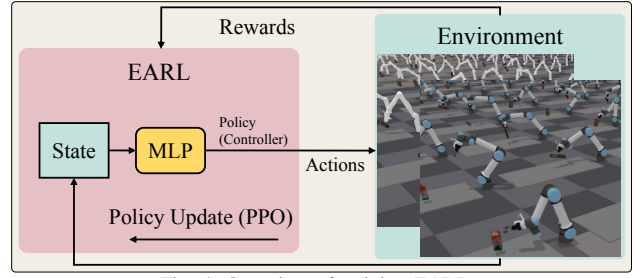 Rewards
Environment
EARL
State
MLP
Policy
(Controller)
Actions
Policy Update (PPO)